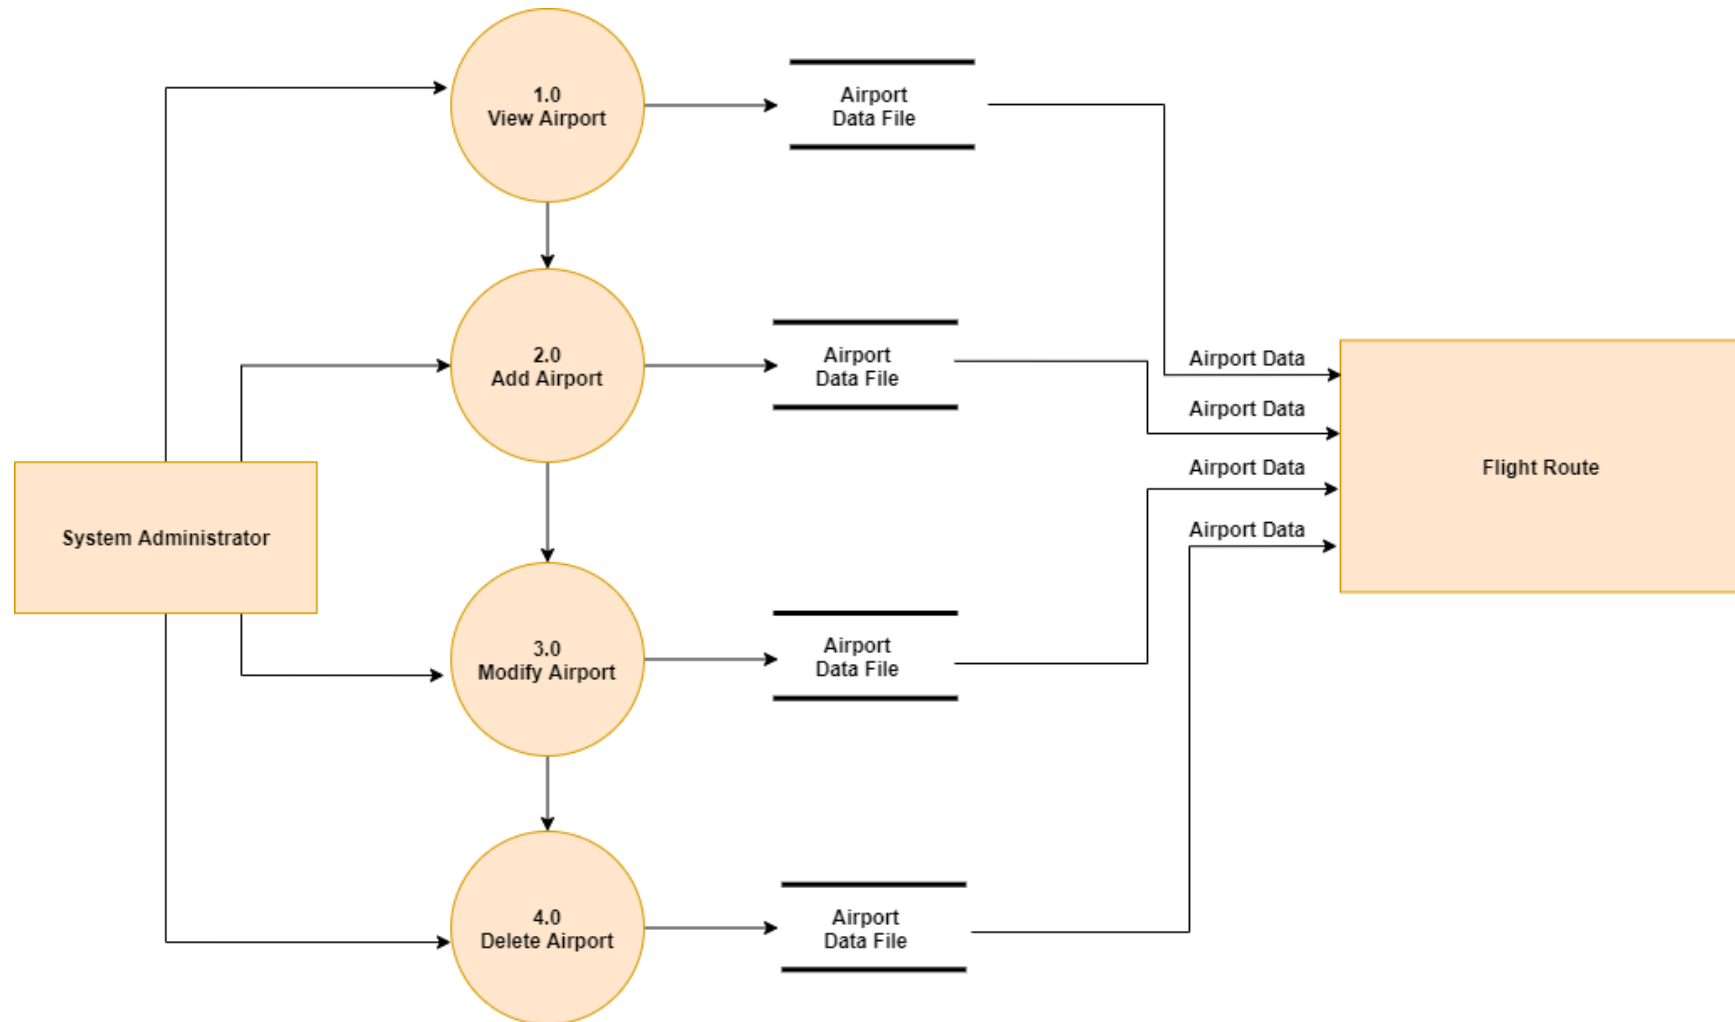 1.0
View Airport
Airport
Data File
2.0
Add Airport
Airport
Data File
Airport Data
Airport Data
Airport Data
Airport Data
Flight Route
System Administrator
3.0
Modify Airport
Airport
Data File
4.0
Delete Airport
Airport
Data File